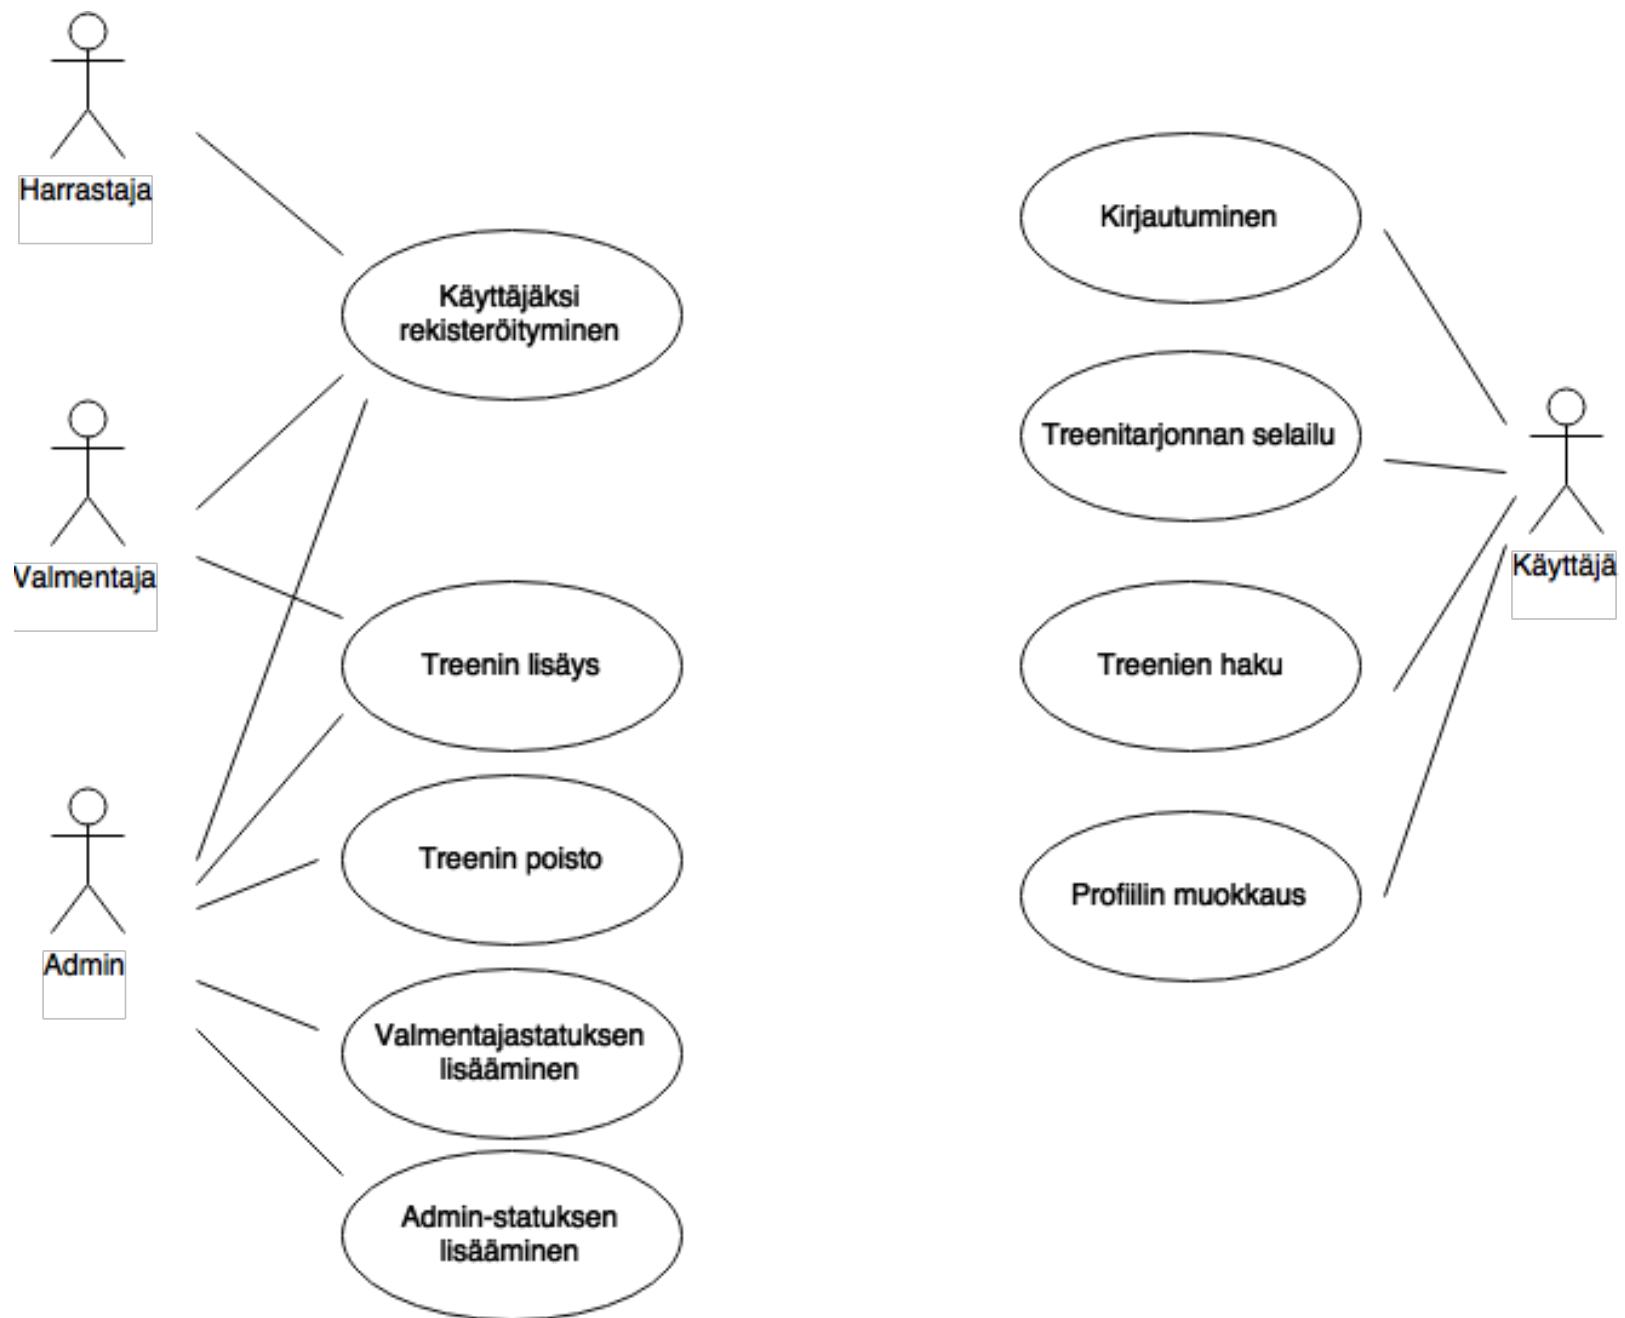 Harrastaja
Käyttäjäksi
rekisteröityminen
Valmentaja
Treenin lisäys
Treenin poisto
Admin
Valmentajastatuksen
lisääminen
Admin-statuksen
lisääminen
Kirjautuminen
Treenitarjonnan selailu
Käyttäjä
Treenien haku
Profiilin muokkaus